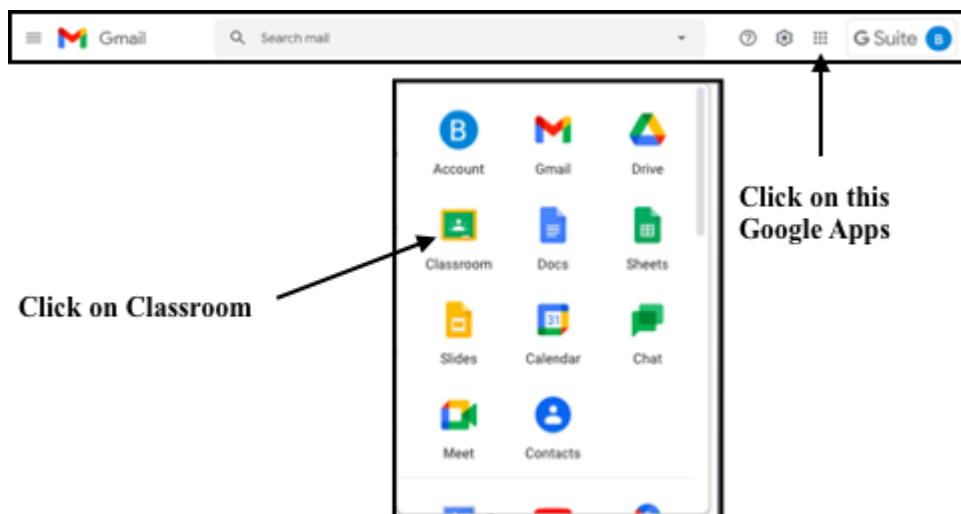 Gmail Search mail G Suite B
B
Account Gmail Drive
Click on this
Google Apps
Classroom Docs Sheets
Click on Classroom
31
Slides Calendar Chat
Meet Contacts